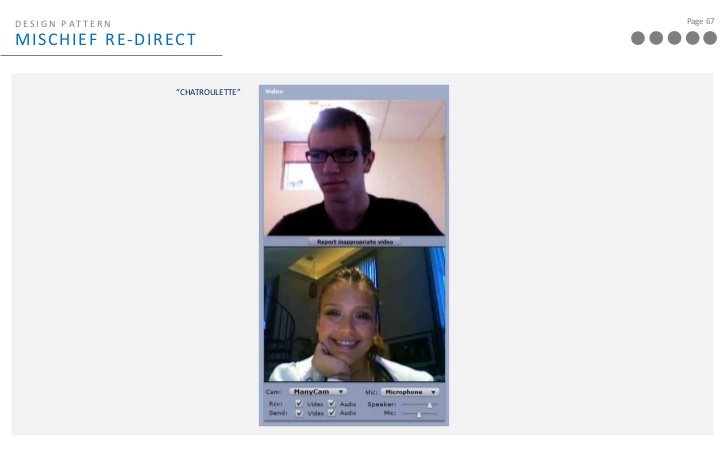 DESIGN PATTERN
MISCHIEF RE-DIRECT
Page 67
“CHATROULETTE”
Video
Report inappropriate video
Cam: ManyCam Mic: Microphone
Rcv: Video Audio Speaker:
Send: Video Audio Mic: